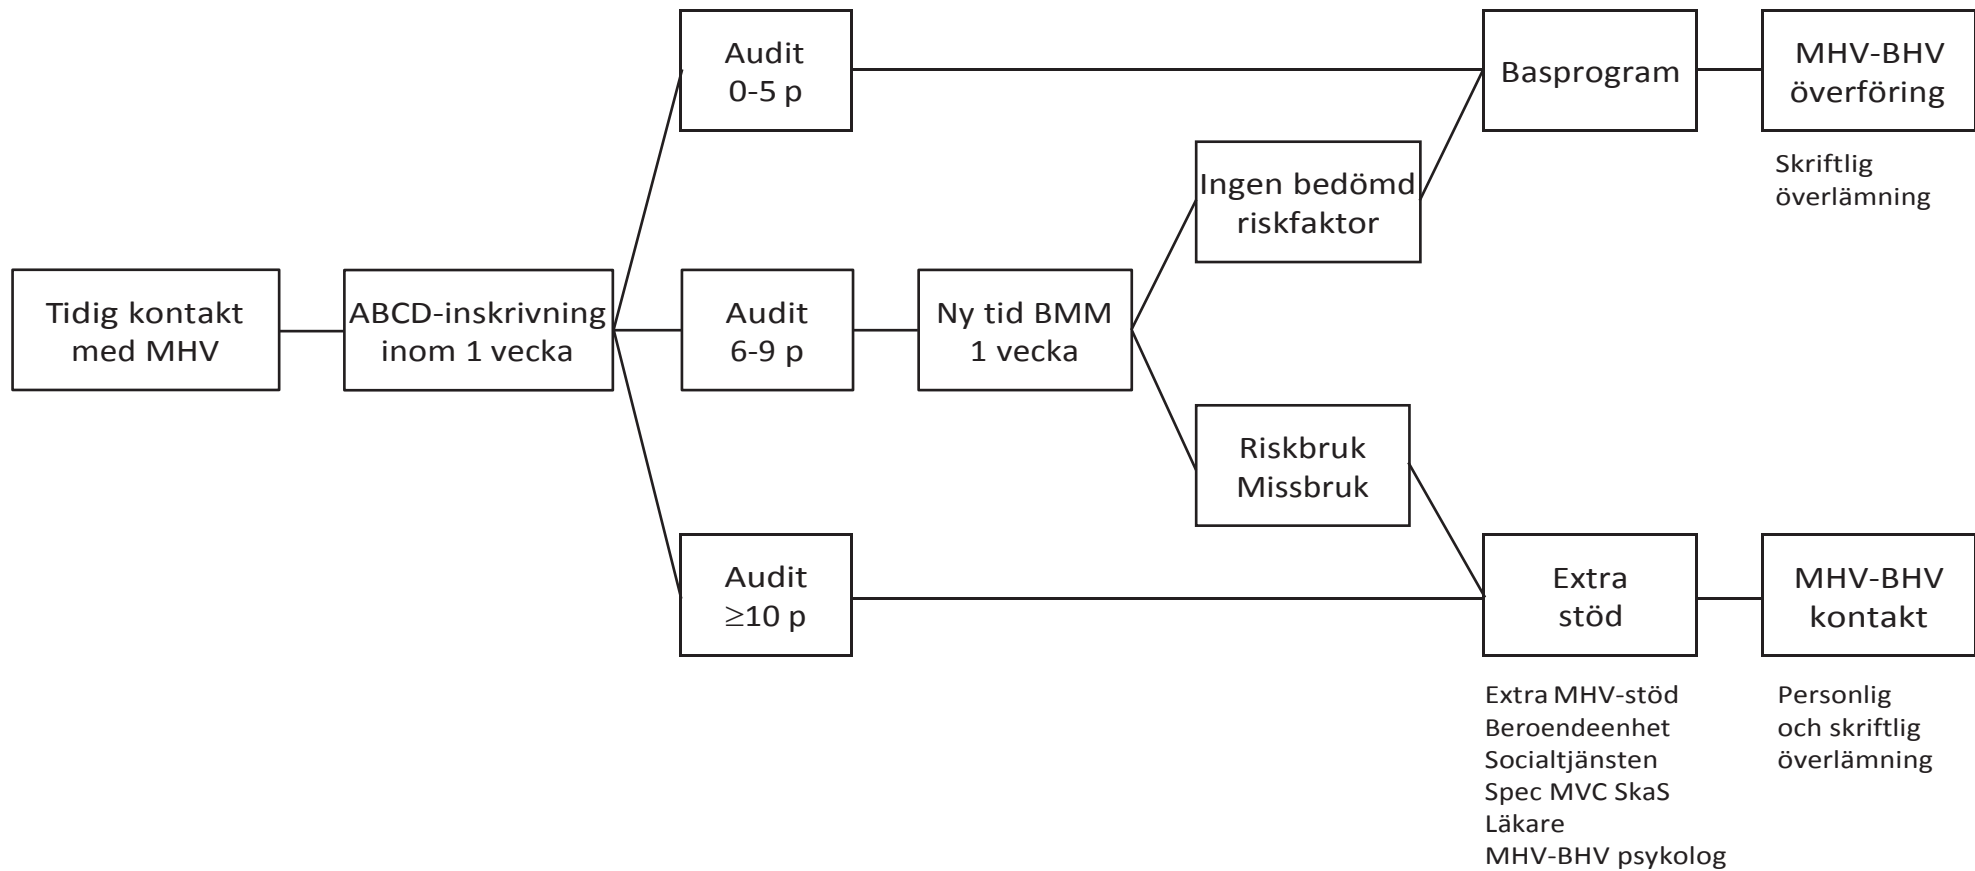 Tidig kontakt
med MHV
ABCD-inskrivning
inom 1 vecka
Audit
0-5 p
Audit
6-9 p
Audit
≥10 p
Ny tid BMM
1 vecka
Ingen bedömd
riskfaktor
Riskbruk
Missbruk
Basprogram
MHV-BHV
överföring
Skriftlig
överlämning
Extra
stöd
Extra MHV-stöd
Beroendeenhet
Socialtjänsten
Spec MVC SkaS
Läkare
MHV-BHV psykolog
MHV-BHV
kontakt
Personlig
och skriftlig
överlämning